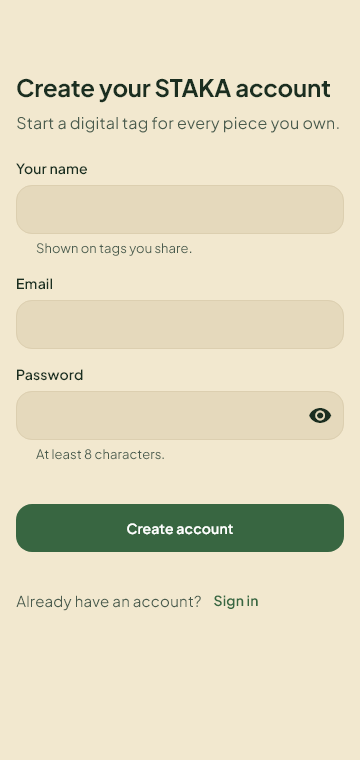 Create your STAKA account
Start a digital tag for every piece you own.
Your name
Shown on tags you share.
Email
Password
At least 8 characters.
Create account
Already have an account? Sign in